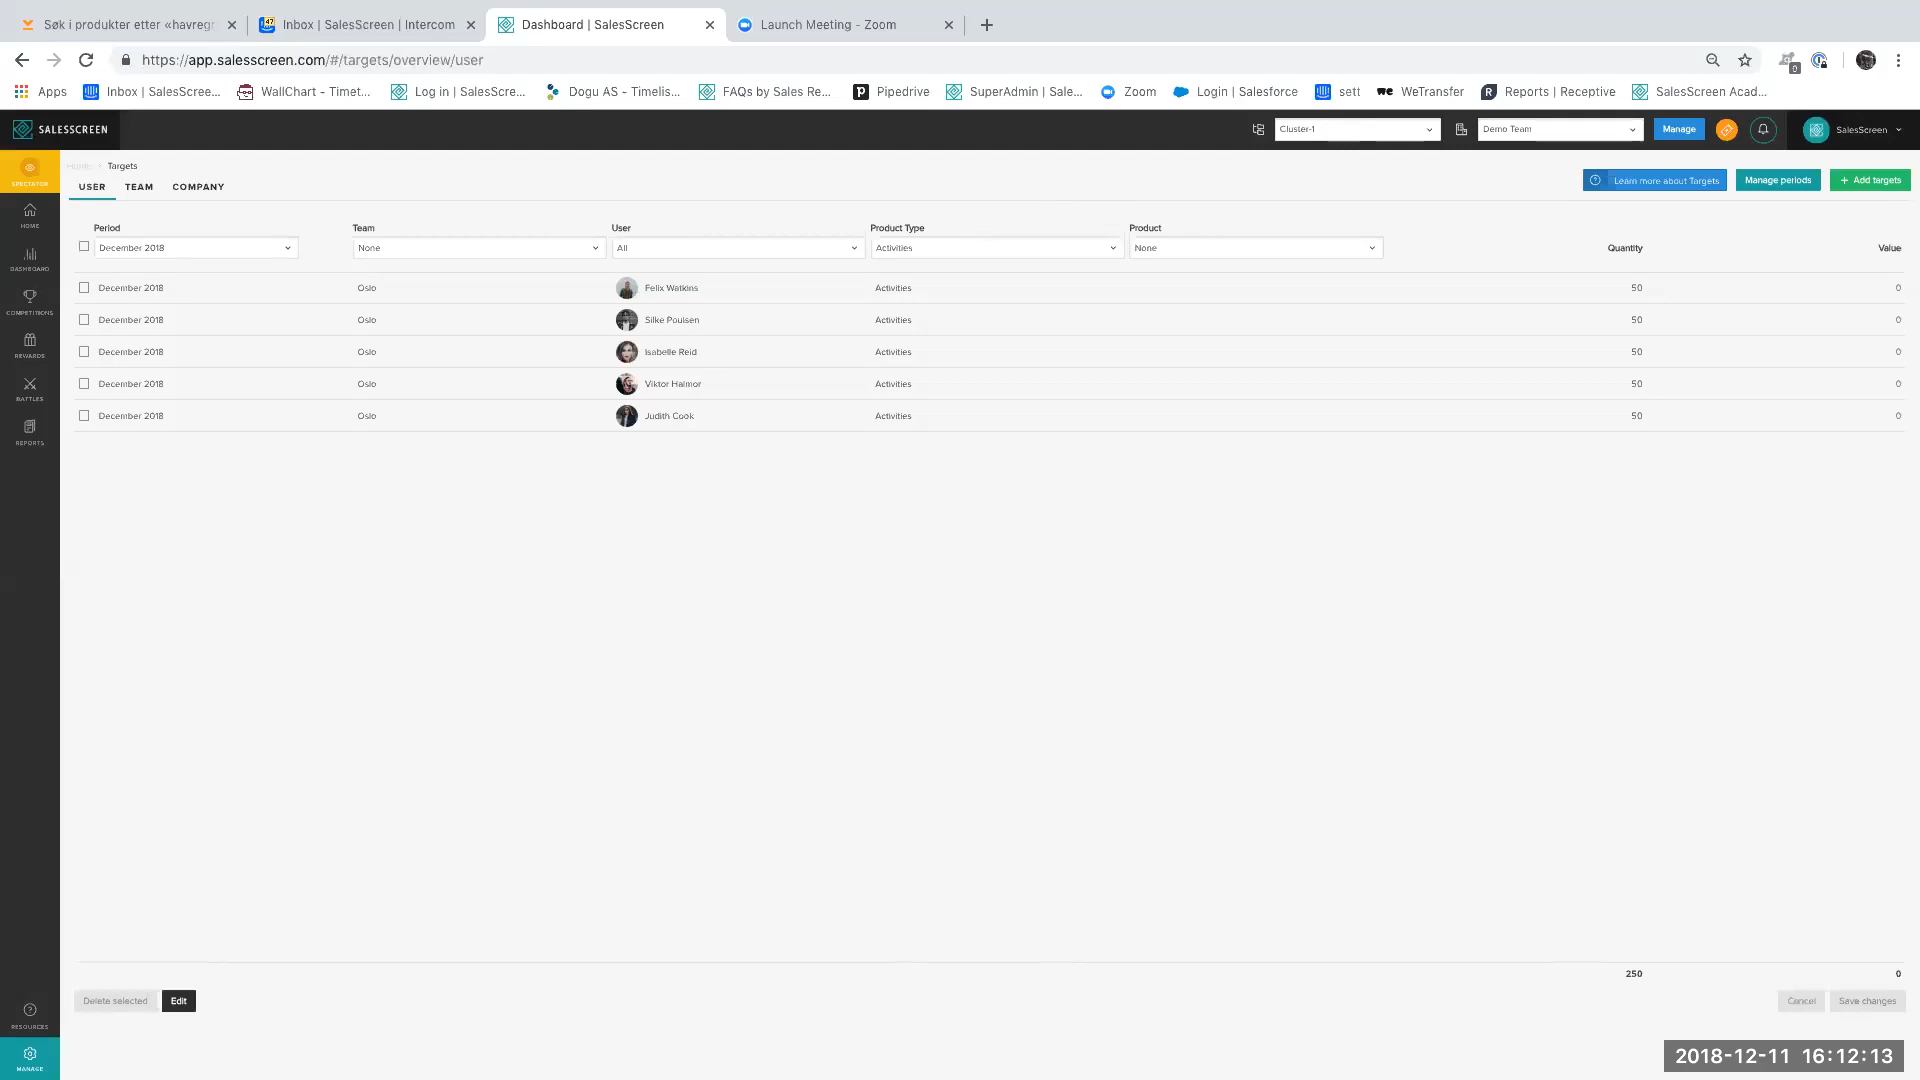 Søk i produkter etter «havregr
47
Inbox | SalesScreen | Intercom
Dashboard | SalesScreen
Launch Meeting - Zoom
https://app.salesscreen.com/#/targets/overview/user
0
Apps
Inbox | SalesScree...
WallChart - Timet...
Log in | SalesScre...
Dogu AS - Timelis...
FAQs by Sales Re...
Pipedrive
SuperAdmin | Sale...
Zoom
Login | Salesforce
sett
WeTransfer
Reports | Receptive
SalesScreen Acad...
SALESSCREEN
Cluster-1
Demo Team
Manage
SalesScreen
SPECTATOR
HOME
DASHBOARD
COMPETITIONS
REWARDS
BATTLES
REPORTS
RESOURCES
MANAGE
Home
Targets
USER TEAM COMPANY
Learn more about Targets
Manage periods
+ Add targets
Period Team User Product Type Product
December 2018 None All Activities None Quantity Value
December 2018 Oslo Felix Watkins Activities 50 0
December 2018 Oslo Silke Poulsen Activities 50 0
December 2018 Oslo Isabelle Reid Activities 50 0
December 2018 Oslo Viktor Halmor Activities 50 0
December 2018 Oslo Judith Cook Activities 50 0
250 0
Delete selected Edit Cancel Save changes
2018-12-11 16:12:13